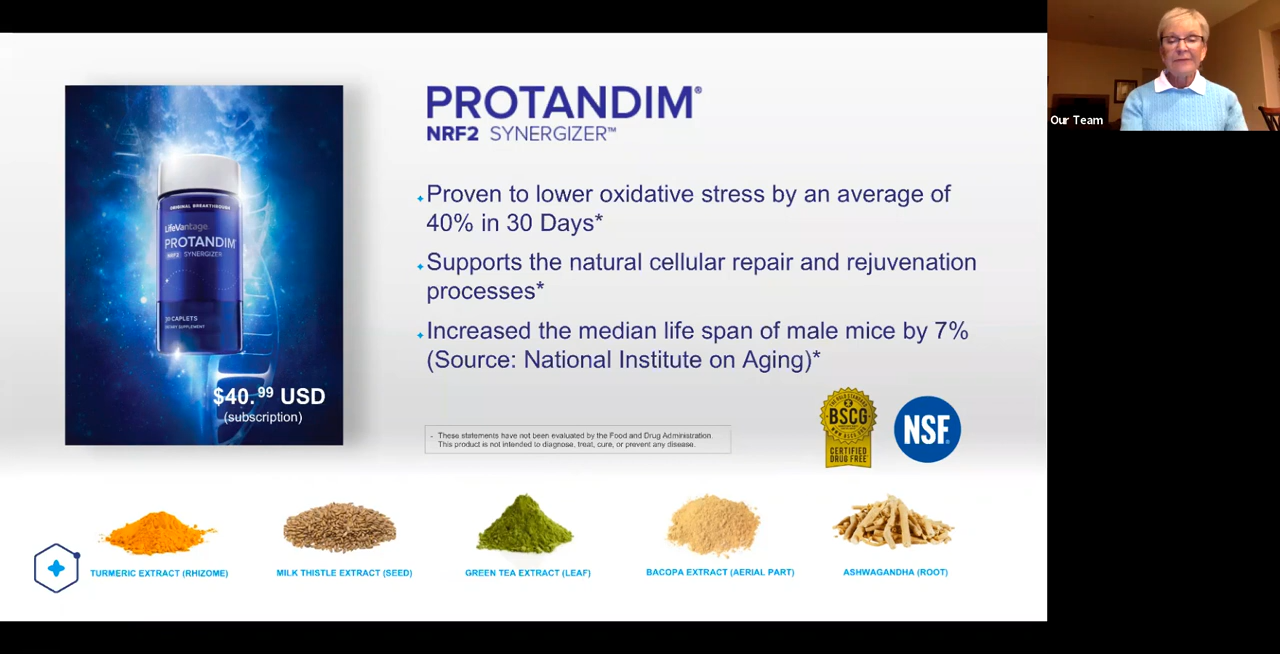 PROTANDIM®
NRF2 SYNERGIZER™
Proven to lower oxidative stress by an average of
40% in 30 Days*
Supports the natural cellular repair and rejuvenation
processes*
Increased the median life span of male mice by 7%
(Source: National Institute on Aging)*
ORIGINAL BREAKTHROUGH
LifeVantage
PROTANDIM
NRF2 SYNERGIZER
30 CAPLETS
DIETARY SUPPLEMENT
$40.99 USD
(subscription)
- These statements have not been evaluated by the Food and Drug Administration.
This product is not intended to diagnose, treat, cure, or prevent any disease.
THE GOLD STANDARD
BSCG
CERTIFIED
DRUG FREE®
NSF®
TURMERIC EXTRACT (RHIZOME)
MILK THISTLE EXTRACT (SEED)
GREEN TEA EXTRACT (LEAF)
BACOPA EXTRACT (AERIAL PART)
ASHWAGANDHA (ROOT)
Our Team